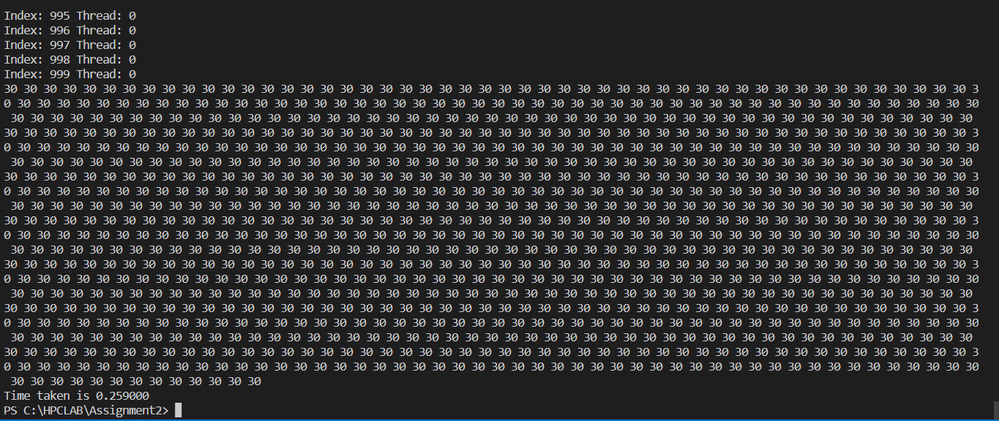 Index: 995 Thread: 0
Index: 996 Thread: 0
Index: 997 Thread: 0
Index: 998 Thread: 0
Index: 999 Thread: 0
30 30 30 30 30 30 30 30 30 30 30 30 30 30 30 30 30 30 30 30 30 30 30 30 30 30 30 30 30 30 30 30 30 30 30 30 30 30 30 30 30 30 30 30 30 30 30 30 30 3
0 30 30 30 30 30 30 30 30 30 30 30 30 30 30 30 30 30 30 30 30 30 30 30 30 30 30 30 30 30 30 30 30 30 30 30 30 30 30 30 30 30 30 30 30 30 30 30 30 30
 30 30 30 30 30 30 30 30 30 30 30 30 30 30 30 30 30 30 30 30 30 30 30 30 30 30 30 30 30 30 30 30 30 30 30 30 30 30 30 30 30 30 30 30 30 30 30 30 30
30 30 30 30 30 30 30 30 30 30 30 30 30 30 30 30 30 30 30 30 30 30 30 30 30 30 30 30 30 30 30 30 30 30 30 30 30 30 30 30 30 30 30 30 30 30 30 30 30 3
0 30 30 30 30 30 30 30 30 30 30 30 30 30 30 30 30 30 30 30 30 30 30 30 30 30 30 30 30 30 30 30 30 30 30 30 30 30 30 30 30 30 30 30 30 30 30 30 30 30
 30 30 30 30 30 30 30 30 30 30 30 30 30 30 30 30 30 30 30 30 30 30 30 30 30 30 30 30 30 30 30 30 30 30 30 30 30 30 30 30 30 30 30 30 30 30 30 30 30
30 30 30 30 30 30 30 30 30 30 30 30 30 30 30 30 30 30 30 30 30 30 30 30 30 30 30 30 30 30 30 30 30 30 30 30 30 30 30 30 30 30 30 30 30 30 30 30 30 3
0 30 30 30 30 30 30 30 30 30 30 30 30 30 30 30 30 30 30 30 30 30 30 30 30 30 30 30 30 30 30 30 30 30 30 30 30 30 30 30 30 30 30 30 30 30 30 30 30 30
 30 30 30 30 30 30 30 30 30 30 30 30 30 30 30 30 30 30 30 30 30 30 30 30 30 30 30 30 30 30 30 30 30 30 30 30 30 30 30 30 30 30 30 30 30 30 30 30 30
30 30 30 30 30 30 30 30 30 30 30 30 30 30 30 30 30 30 30 30 30 30 30 30 30 30 30 30 30 30 30 30 30 30 30 30 30 30 30 30 30 30 30 30 30 30 30 30 30 3
0 30 30 30 30 30 30 30 30 30 30 30 30 30 30 30 30 30 30 30 30 30 30 30 30 30 30 30 30 30 30 30 30 30 30 30 30 30 30 30 30 30 30 30 30 30 30 30 30 30
 30 30 30 30 30 30 30 30 30 30 30 30 30 30 30 30 30 30 30 30 30 30 30 30 30 30 30 30 30 30 30 30 30 30 30 30 30 30 30 30 30 30 30 30 30 30 30 30 30
30 30 30 30 30 30 30 30 30 30 30 30 30 30 30 30 30 30 30 30 30 30 30 30 30 30 30 30 30 30 30 30 30 30 30 30 30 30 30 30 30 30 30 30 30 30 30 30 30 3
0 30 30 30 30 30 30 30 30 30 30 30 30 30 30 30 30 30 30 30 30 30 30 30 30 30 30 30 30 30 30 30 30 30 30 30 30 30 30 30 30 30 30 30 30 30 30 30 30 30
 30 30 30 30 30 30 30 30 30 30 30 30 30 30 30 30 30 30 30 30 30 30 30 30 30 30 30 30 30 30 30 30 30 30 30 30 30 30 30 30 30 30 30 30 30 30 30 30 30
30 30 30 30 30 30 30 30 30 30 30 30 30 30 30 30 30 30 30 30 30 30 30 30 30 30 30 30 30 30 30 30 30 30 30 30 30 30 30 30 30 30 30 30 30 30 30 30 30 3
0 30 30 30 30 30 30 30 30 30 30 30 30 30 30 30 30 30 30 30 30 30 30 30 30 30 30 30 30 30 30 30 30 30 30 30 30 30 30 30 30 30 30 30 30 30 30 30 30 30
 30 30 30 30 30 30 30 30 30 30 30 30 30 30 30 30 30 30 30 30 30 30 30 30 30 30 30 30 30 30 30 30 30 30 30 30 30 30 30 30 30 30 30 30 30 30 30 30 30
30 30 30 30 30 30 30 30 30 30 30 30 30 30 30 30 30 30 30 30 30 30 30 30 30 30 30 30 30 30 30 30 30 30 30 30 30 30 30 30 30 30 30 30 30 30 30 30 30 3
0 30 30 30 30 30 30 30 30 30 30 30 30 30 30 30 30 30 30 30 30 30 30 30 30 30 30 30 30 30 30 30 30 30 30 30 30 30 30 30 30 30 30 30 30 30 30 30 30 30
 30 30 30 30 30 30 30 30 30 30 30 30 30
Time taken is 0.259000
PS C:\HPCLAB\Assignment2>